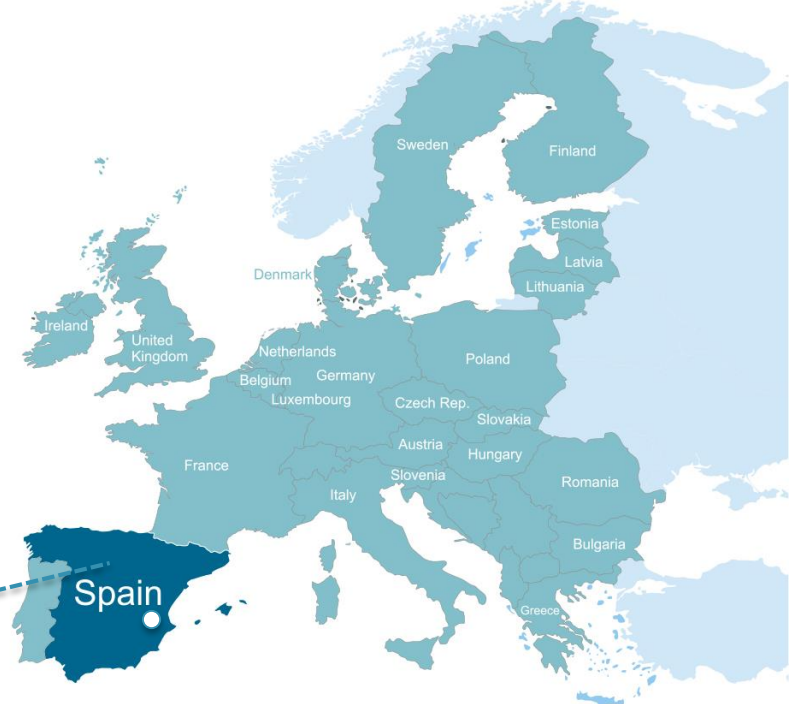 Sweden
Finland
Estonia
Latvia
Lithuania
Denmark
Ireland
United
Kingdom
Netherlands
Belgium
Germany
Luxembourg
Poland
Czech Rep.
Slovakia
Austria
Hungary
Slovenia
France
Italy
Romania
Bulgaria
Spain
Greece